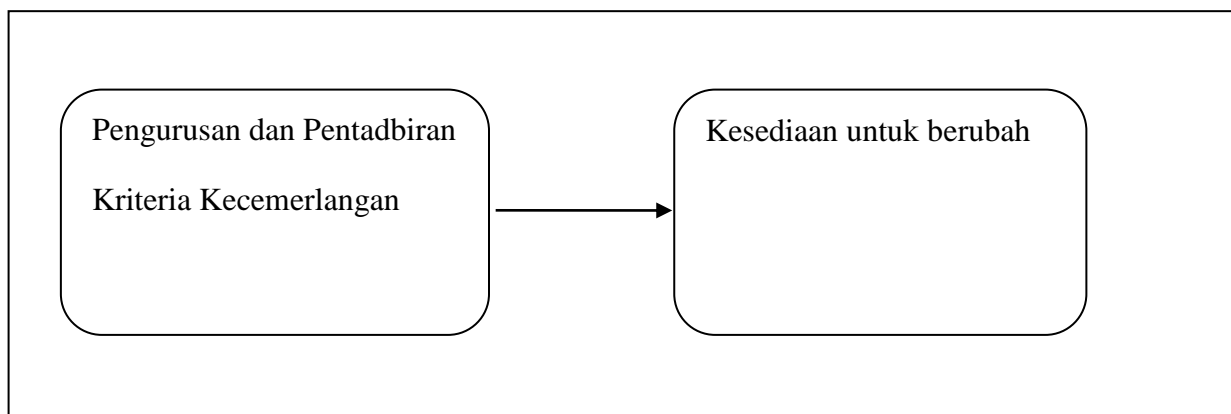 Pengurusan dan Pentadbiran
Kriteria Kecemerlangan
Kesediaan untuk berubah